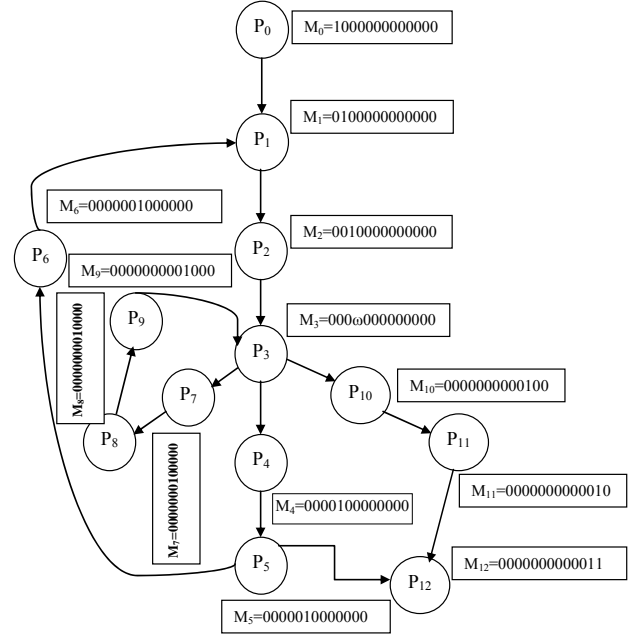 P₀
M₀=1000000000000
M₁=0100000000000
P₁
M₆=0000001000000
M₂=0010000000000
P₂
P₆
M₉=0000000001000
M₃=000ω000000000
P₉
M₈=0000000010000
P₃
M₁₀=0000000000100
P₇
P₁₀
P₈
P₁₁
P₄
M₇=0000000100000
M₁₁=0000000000010
M₄=0000100000000
P₅
M₁₂=0000000000011
P₁₂
M₅=0000010000000